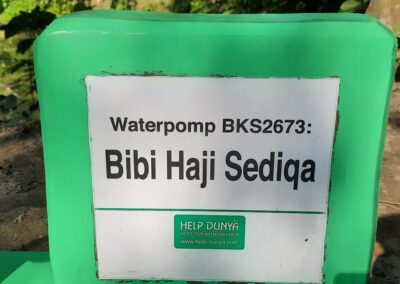 Waterpomp BKS2673:
Bibi Haji Sediqa
HELP DUNYA
www.help-dunya.com